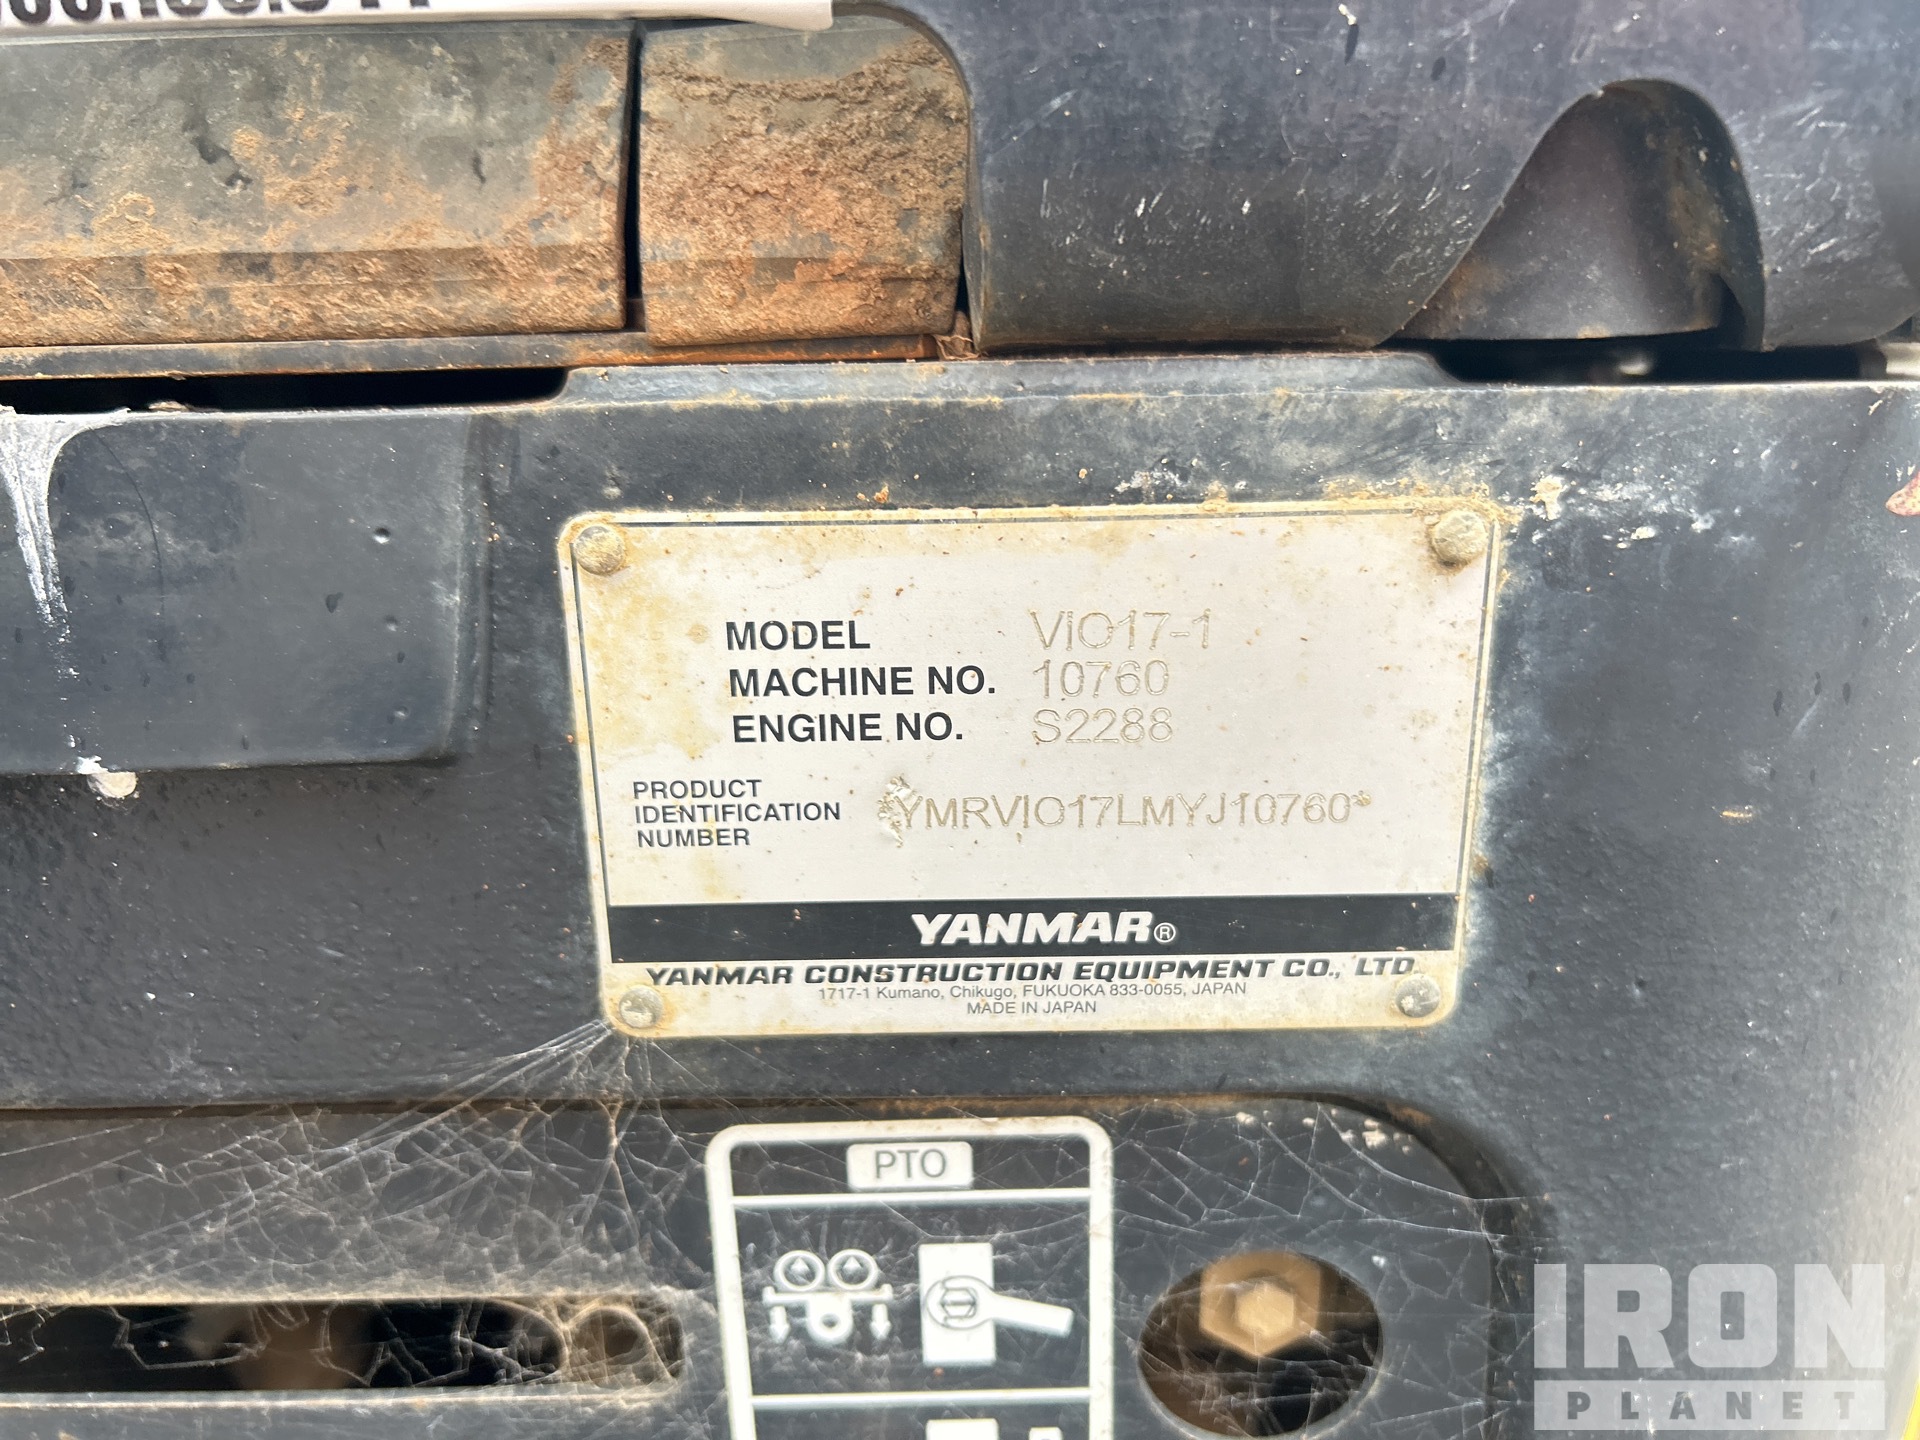 MODEL VIO17-1
MACHINE NO. 10760
ENGINE NO. S2288
PRODUCT
IDENTIFICATION
NUMBER
*YMRVIO17LMYJ10760*
YANMAR®
YANMAR CONSTRUCTION EQUIPMENT CO., LTD.
1717-1 Kumano, Chikugo, FUKUOKA 833-0055, JAPAN
MADE IN JAPAN
PTO
IRON
PLANET